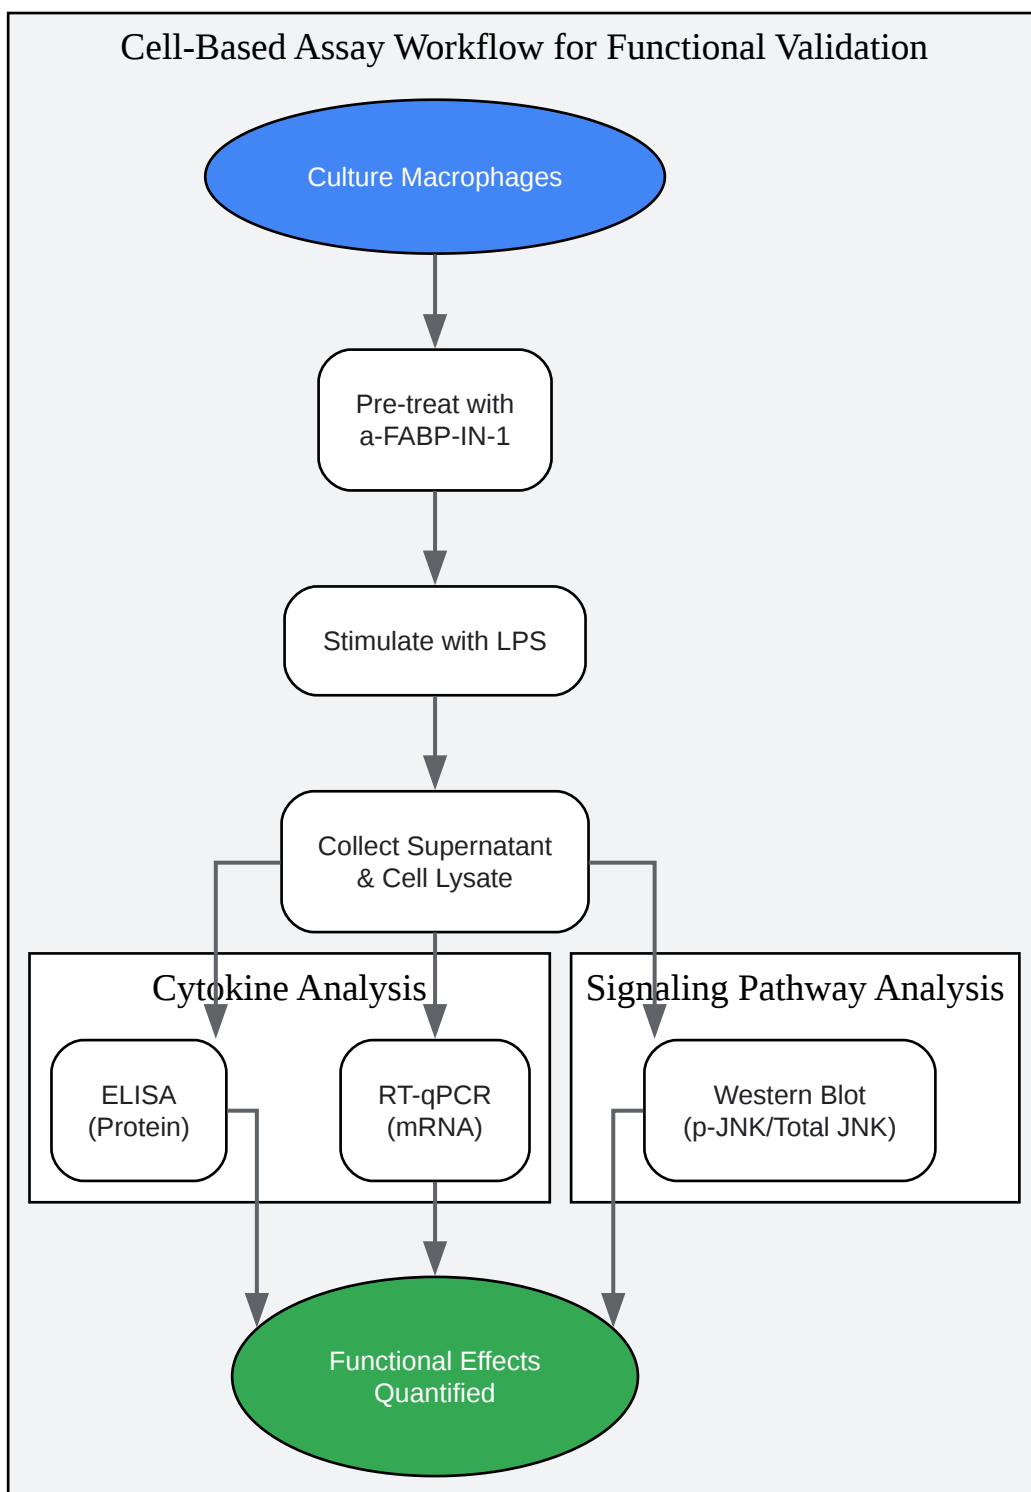 Cell-Based Assay Workflow for Functional Validation
Culture Macrophages
Pre-treat with
a-FABP-IN-1
Stimulate with LPS
Collect Supernatant
& Cell Lysate
Cytokine Analysis
Signaling Pathway Analysis
ELISA
(Protein)
RT-qPCR
(mRNA)
Western Blot
(p-JNK/Total JNK)
Functional Effects
Quantified